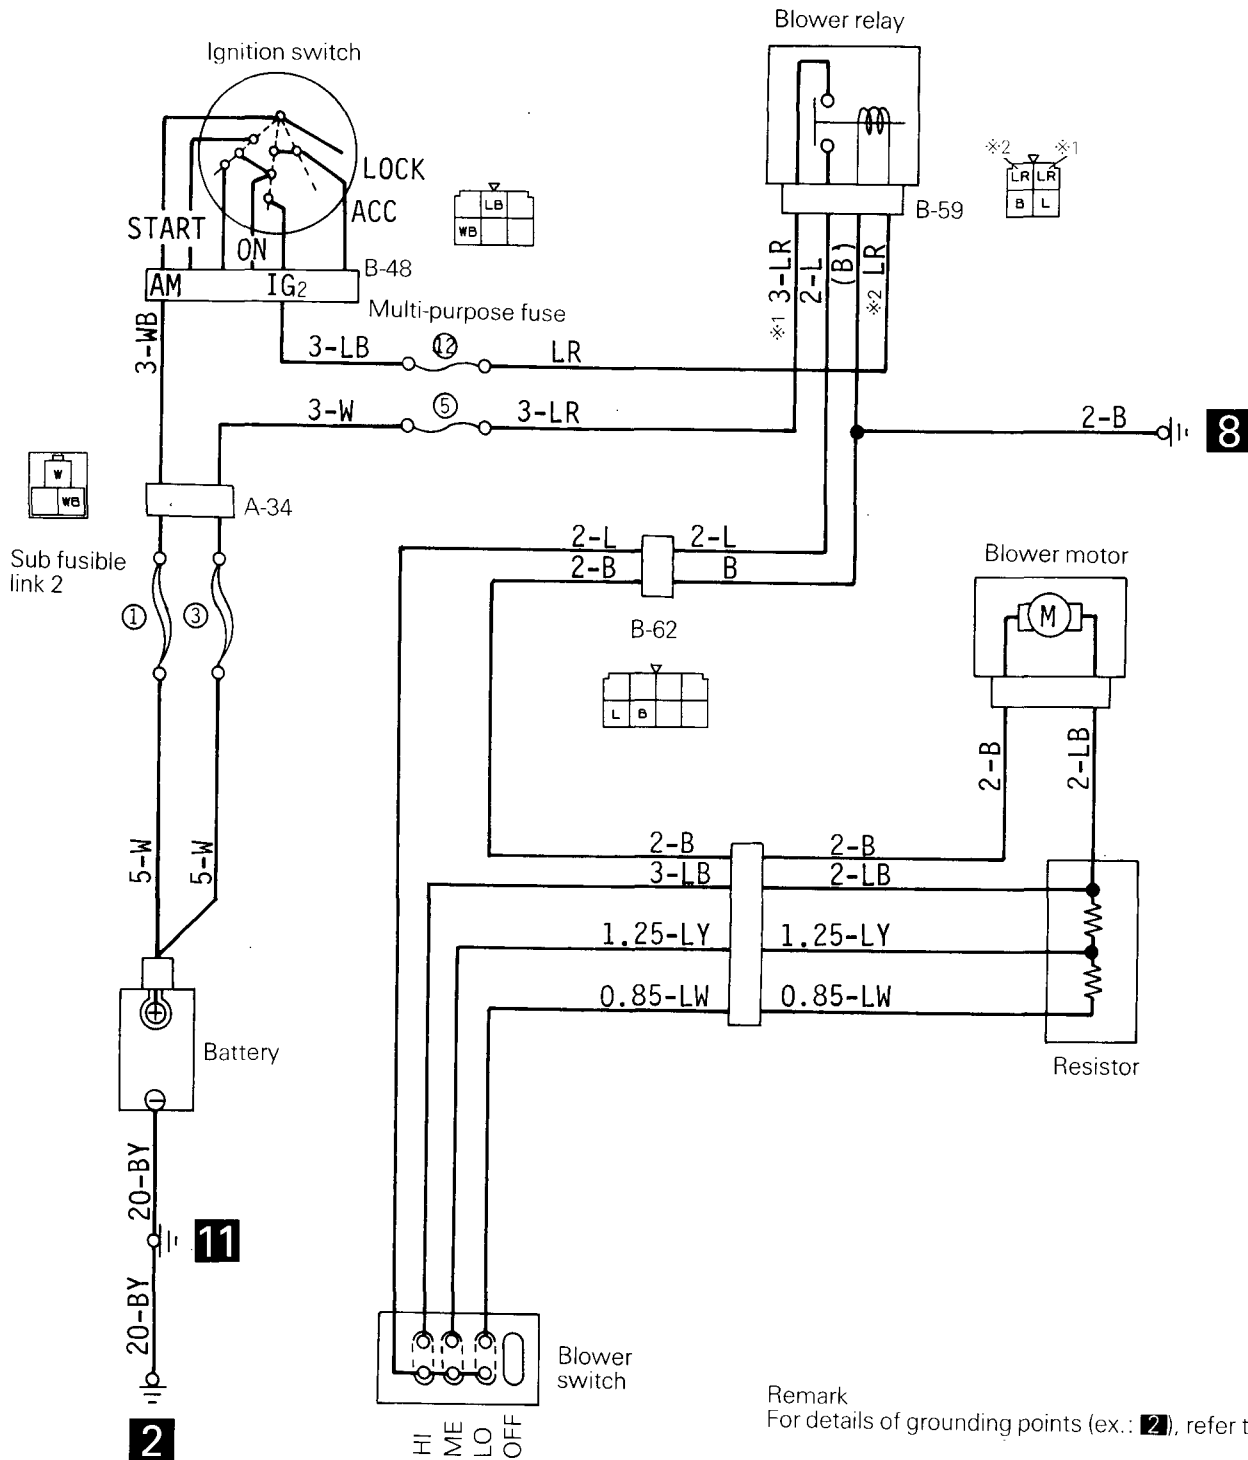 Blower relay
Ignition switch
LOCK
ACC
START
ON
AM
IG2
B-48
LB
WB
※2
※1
LR
LR
B
L
B-59
3-LR
2-L
(B)
LR
※1
※2
Multi-purpose fuse
3-WB
3-LB
12
LR
3-W
5
3-LR
2-B
8
W
WB
A-34
Sub fusible
link 2
1
3
2-L
2-L
2-B
B
B-62
L
B
Blower motor
M
2-B
2-LB
5-W
5-W
2-B
2-B
3-LB
2-LB
1.25-LY
1.25-LY
0.85-LW
0.85-LW
Resistor
+
Battery
−
20-BY
11
20-BY
2
Blower
switch
HI
ME
LO
OFF
Remark
For details of grounding points (ex.: 2), refer t